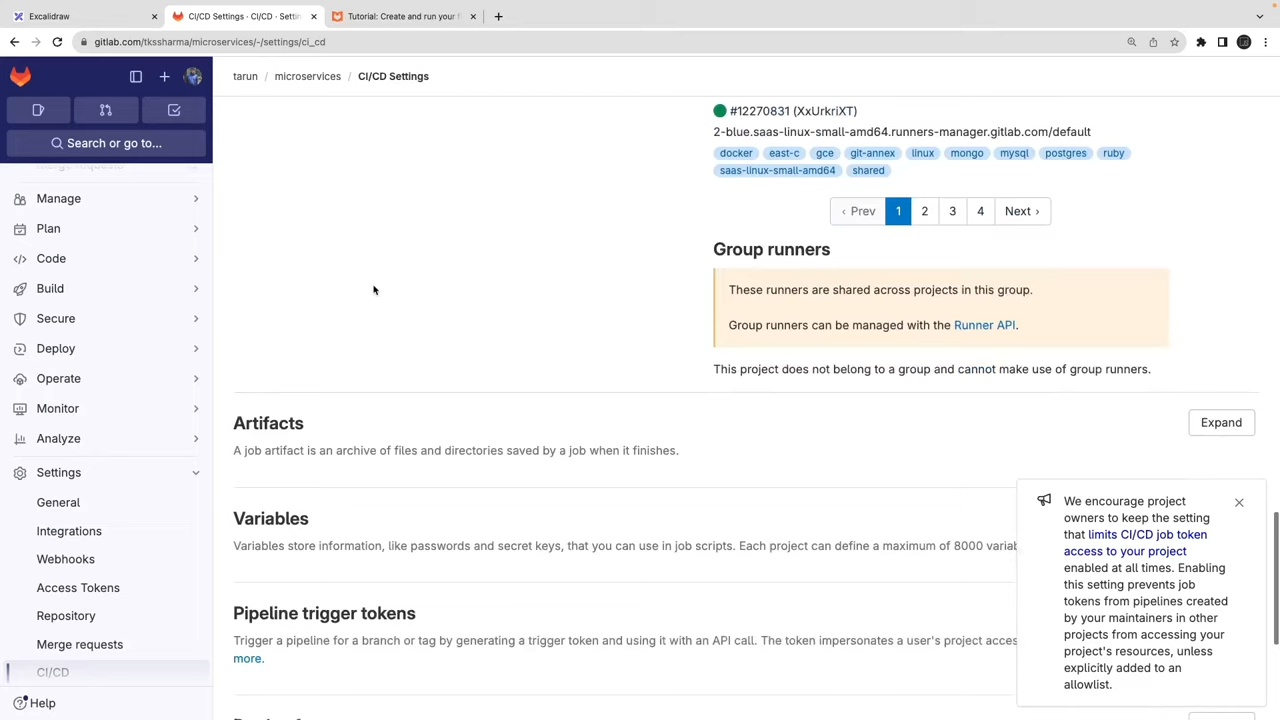 Excalidraw
CI/CD Settings · CI/CD · Settin
Tutorial: Create and run your f
gitlab.com/tkssharma/microservices/-/settings/ci_cd
tarun / microservices / CI/CD Settings
Search or go to...
Merge requests
Manage
Plan
Code
Build
Secure
Deploy
Operate
Monitor
Analyze
Settings
General
Integrations
Webhooks
Access Tokens
Repository
Merge requests
CI/CD
Help
#12270831 (XxUrkriXT)
2-blue.saas-linux-small-amd64.runners-manager.gitlab.com/default
docker east-c gce git-annex linux mongo mysql postgres ruby
saas-linux-small-amd64 shared
‹ Prev 1 2 3 4 Next ›
Group runners
These runners are shared across projects in this group.
Group runners can be managed with the Runner API.
This project does not belong to a group and cannot make use of group runners.
Artifacts
Expand
A job artifact is an archive of files and directories saved by a job when it finishes.
Variables
Variables store information, like passwords and secret keys, that you can use in job scripts. Each project can define a maximum of 8000 variab
Pipeline trigger tokens
Trigger a pipeline for a branch or tag by generating a trigger token and using it with an API call. The token impersonates a user's project acces
more.
We encourage project
owners to keep the setting
that limits CI/CD job token
access to your project
enabled at all times. Enabling
this setting prevents job
tokens from pipelines created
by your maintainers in other
projects from accessing your
project's resources, unless
explicitly added to an
allowlist.